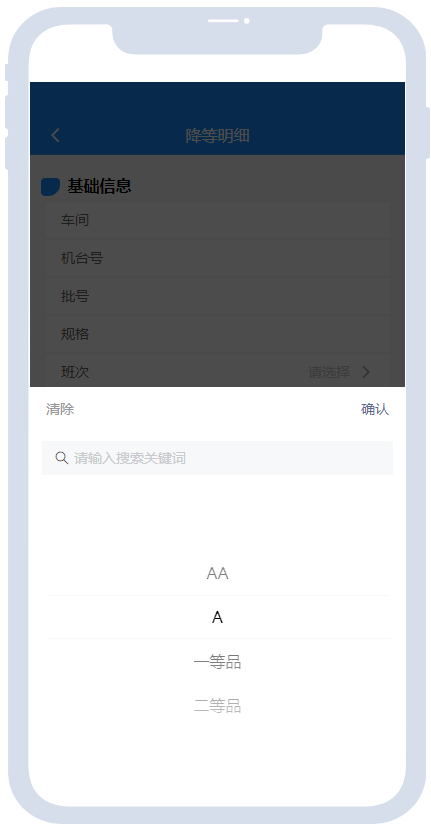 降等明细
基础信息
车间
机台号
批号
规格
班次 请选择
清除 确认
请输入搜索关键词
AA
A
一等品
二等品